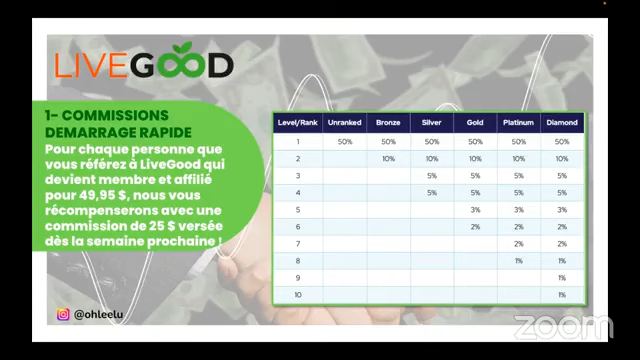 LIVEGOOD
1- COMMISSIONS
DEMARRAGE RAPIDE
Pour chaque personne que
vous référez à LiveGood qui
devient membre et affilié
pour 49,95 $, nous vous
récompenserons avec une
commission de 25 $ versée
dès la semaine prochaine !
@ohleelu
Level/Rank Unranked Bronze Silver Gold Platinum Diamond
1 50% 50% 50% 50% 50% 50%
2 10% 10% 10% 10% 10%
3 5% 5% 5% 5%
4 5% 5% 5% 5%
5 3% 3% 3%
6 2% 2% 2%
7 2% 2%
8 1% 1%
9 1%
10 1%
zoom